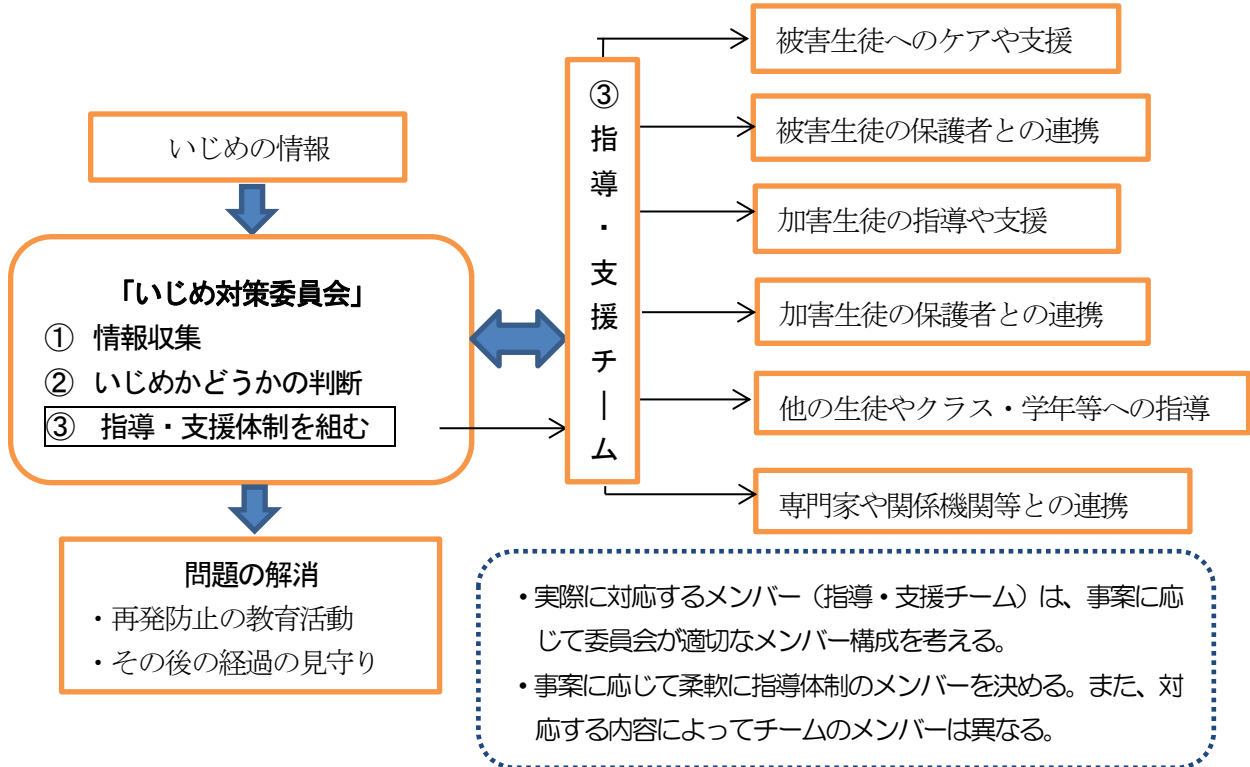 いじめの情報
「いじめ対策委員会」
① 情報収集
② いじめかどうかの判断
③ 指導・支援体制を組む
問題の解消
・再発防止の教育活動
・その後の経過の見守り
③指導・支援チーム
被害生徒へのケアや支援
被害生徒の保護者との連携
加害生徒の指導や支援
加害生徒の保護者との連携
他の生徒やクラス・学年等への指導
専門家や関係機関等との連携
・実際に対応するメンバー（指導・支援チーム）は、事案に応
じて委員会が適切なメンバー構成を考える。
・事案に応じて柔軟に指導体制のメンバーを決める。また、対
応する内容によってチームのメンバーは異なる。